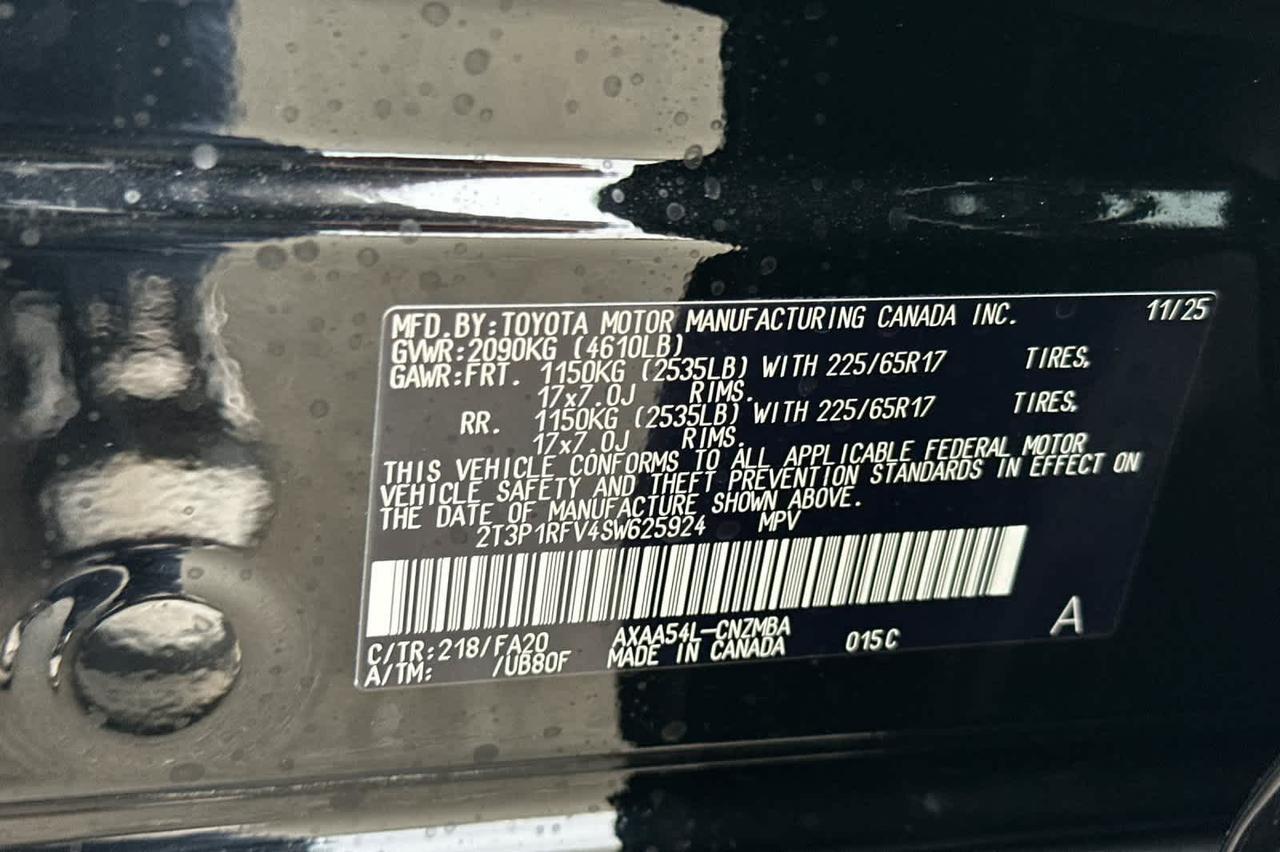 MFD.BY:TOYOTA MOTOR MANUFACTURING CANADA INC. 11/25
GVWR:2090KG (4610LB)
GAWR:FRT. 1150KG (2535LB) WITH 225/65R17 TIRES,
17x7.0J RIMS.
RR. 1150KG (2535LB) WITH 225/65R17 TIRES,
17x7.0J RIMS.
THIS VEHICLE CONFORMS TO ALL APPLICABLE FEDERAL MOTOR
VEHICLE SAFETY AND THEFT PREVENTION STANDARDS IN EFFECT ON
THE DATE OF MANUFACTURE SHOWN ABOVE.
2T3P1RFV4SW625924 MPV
C/TR:218/FA20 AXAA54L-CNZMBA 015C A
A/TM: /UB80F MADE IN CANADA